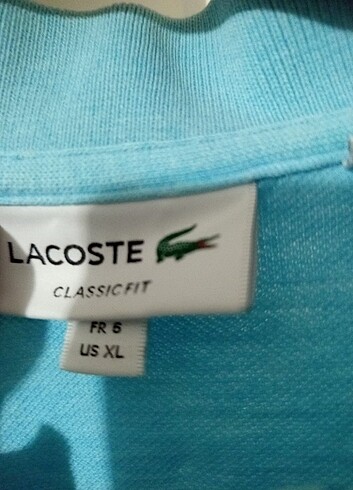 LACOSTE
CLASSIC FIT
FR 6
US XL